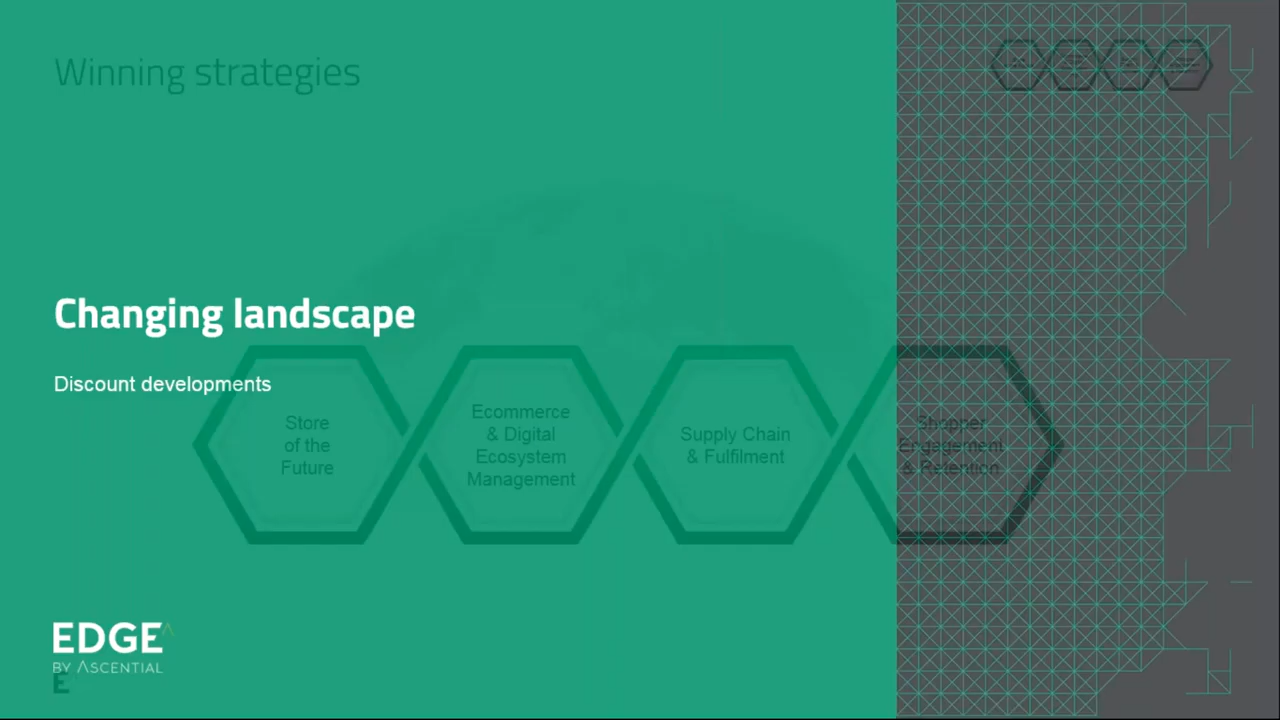 Winning strategies
Changing landscape
Discount developments
Store
of the
Future
Ecommerce
& Digital
Ecosystem
Management
Supply Chain
& Fulfilment
Shopper
Engagement
& Retention
EDGE
BY ASCENTIAL
E